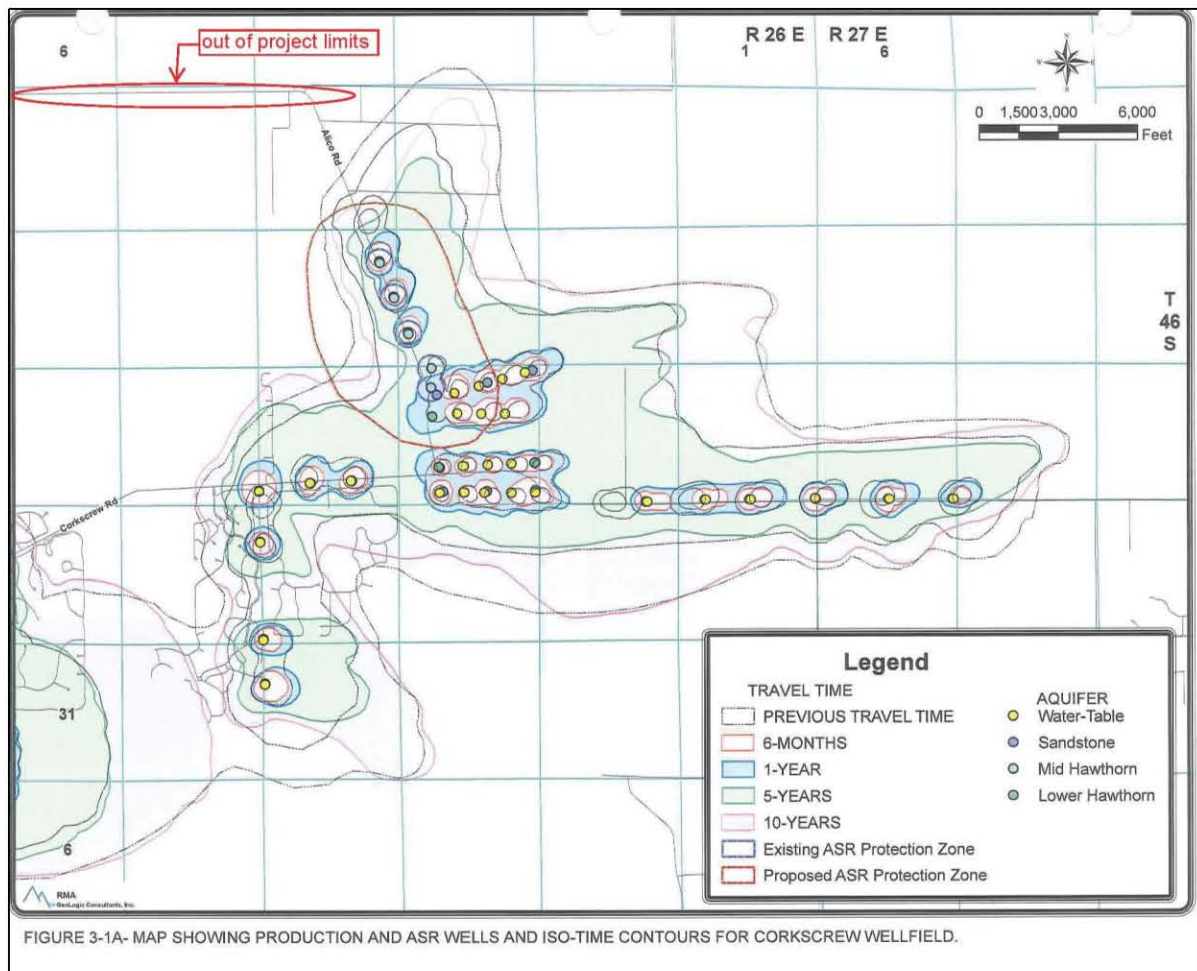 out of project limits
6
R 26 E R 27 E
1 6
0 1,500 3,000 6,000
Feet
Alico Rd
T
46
S
Corkscrew Rd
31
6
Legend
TRAVEL TIME
PREVIOUS TRAVEL TIME
6-MONTHS
1-YEAR
5-YEARS
10-YEARS
Existing ASR Protection Zone
Proposed ASR Protection Zone
AQUIFER
Water-Table
Sandstone
Mid Hawthorn
Lower Hawthorn
RMA
GeoLogic Consultants, Inc.
FIGURE 3-1A- MAP SHOWING PRODUCTION AND ASR WELLS AND ISO-TIME CONTOURS FOR CORKSCREW WELLFIELD.